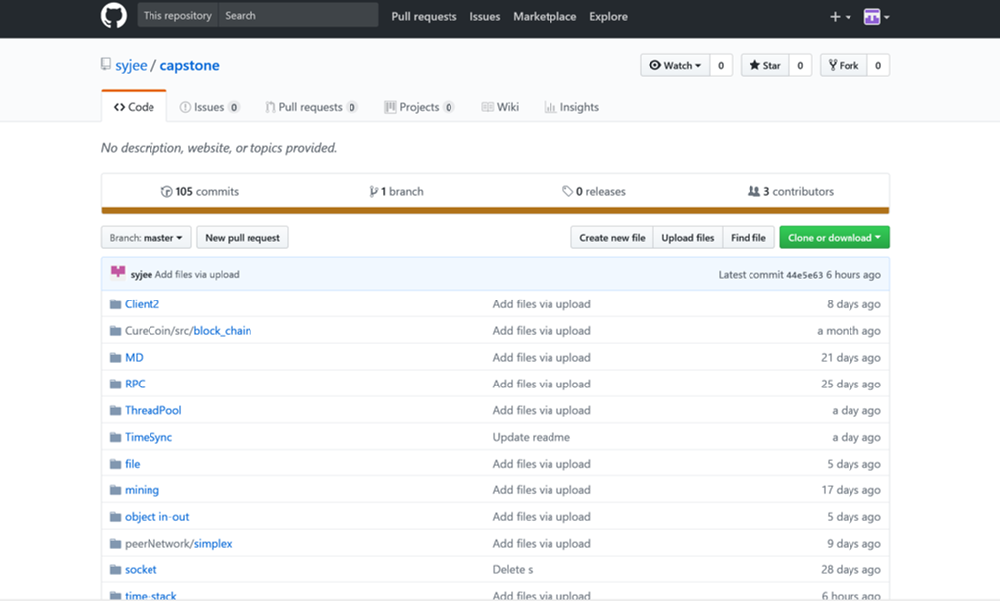 This repository Search Pull requests Issues Marketplace Explore
syjee / capstone Watch 0 Star 0 Fork 0
Code Issues 0 Pull requests 0 Projects 0 Wiki Insights
No description, website, or topics provided.
105 commits 1 branch 0 releases 3 contributors
Branch: master New pull request Create new file Upload files Find file Clone or download
syjee Add files via upload Latest commit 44e5e63 6 hours ago
Client2 Add files via upload 8 days ago
CureCoin/src/block_chain Add files via upload a month ago
MD Add files via upload 21 days ago
RPC Add files via upload 25 days ago
ThreadPool Add files via upload a day ago
TimeSync Update readme a day ago
file Add files via upload 5 days ago
mining Add files via upload 17 days ago
object in-out Add files via upload 5 days ago
peerNetwork/simplex Add files via upload 9 days ago
socket Delete s 28 days ago
time-stack Add files via upload 6 hours ago